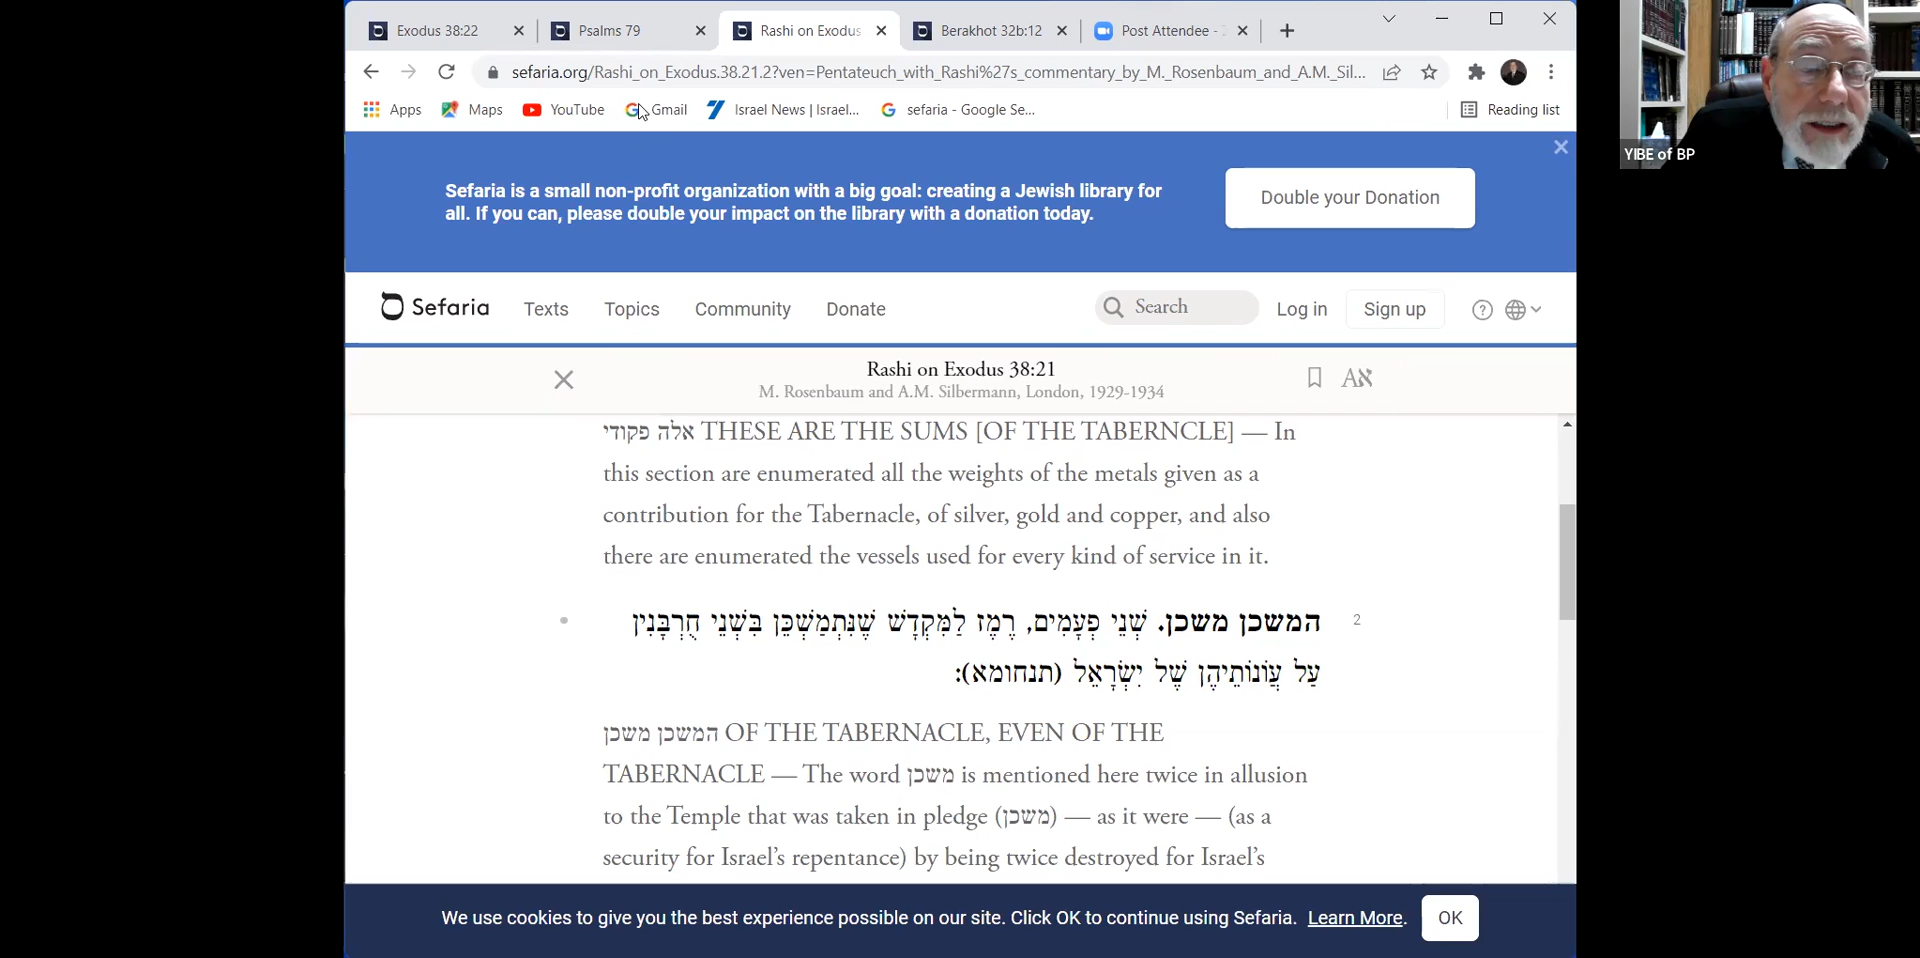 Exodus 38:22
Psalms 79
Rashi on Exodus
Berakhot 32b:12
Post Attendee -
sefaria.org/Rashi_on_Exodus.38.21.2?ven=Pentateuch_with_Rashi%27s_commentary_by_M._Rosenbaum_and_A.M._Sil...
Apps
Maps
YouTube
Gmail
Israel News | Israel...
sefaria - Google Se...
Reading list
YIBE of BP
Sefaria is a small non-profit organization with a big goal: creating a Jewish library for
all. If you can, please double your impact on the library with a donation today.
Double your Donation
Sefaria
Texts
Topics
Community
Donate
Search
Log in
Sign up
Rashi on Exodus 38:21
M. Rosenbaum and A.M. Silbermann, London, 1929-1934
Aא
אלה פקודי THESE ARE THE SUMS [OF THE TABERNCLE] — In
this section are enumerated all the weights of the metals given as a
contribution for the Tabernacle, of silver, gold and copper, and also
there are enumerated the vessels used for every kind of service in it.
המשכן משכן. שְׁנֵי פְעָמִים, רֶמֶז לַמִּקְדָּשׁ שֶׁנִּתְמַשְׁכֵּן בִּשְׁנֵי חֻרְבָּנִין
2
עַל עֲוֹנוֹתֵיהֶן שֶׁל יִשְׂרָאֵל (תנחומא):
המשכן משכן OF THE TABERNACLE, EVEN OF THE
TABERNACLE — The word משכן is mentioned here twice in allusion
to the Temple that was taken in pledge (משכן) — as it were — (as a
security for Israel’s repentance) by being twice destroyed for Israel’s
We use cookies to give you the best experience possible on our site. Click OK to continue using Sefaria. Learn More.
OK